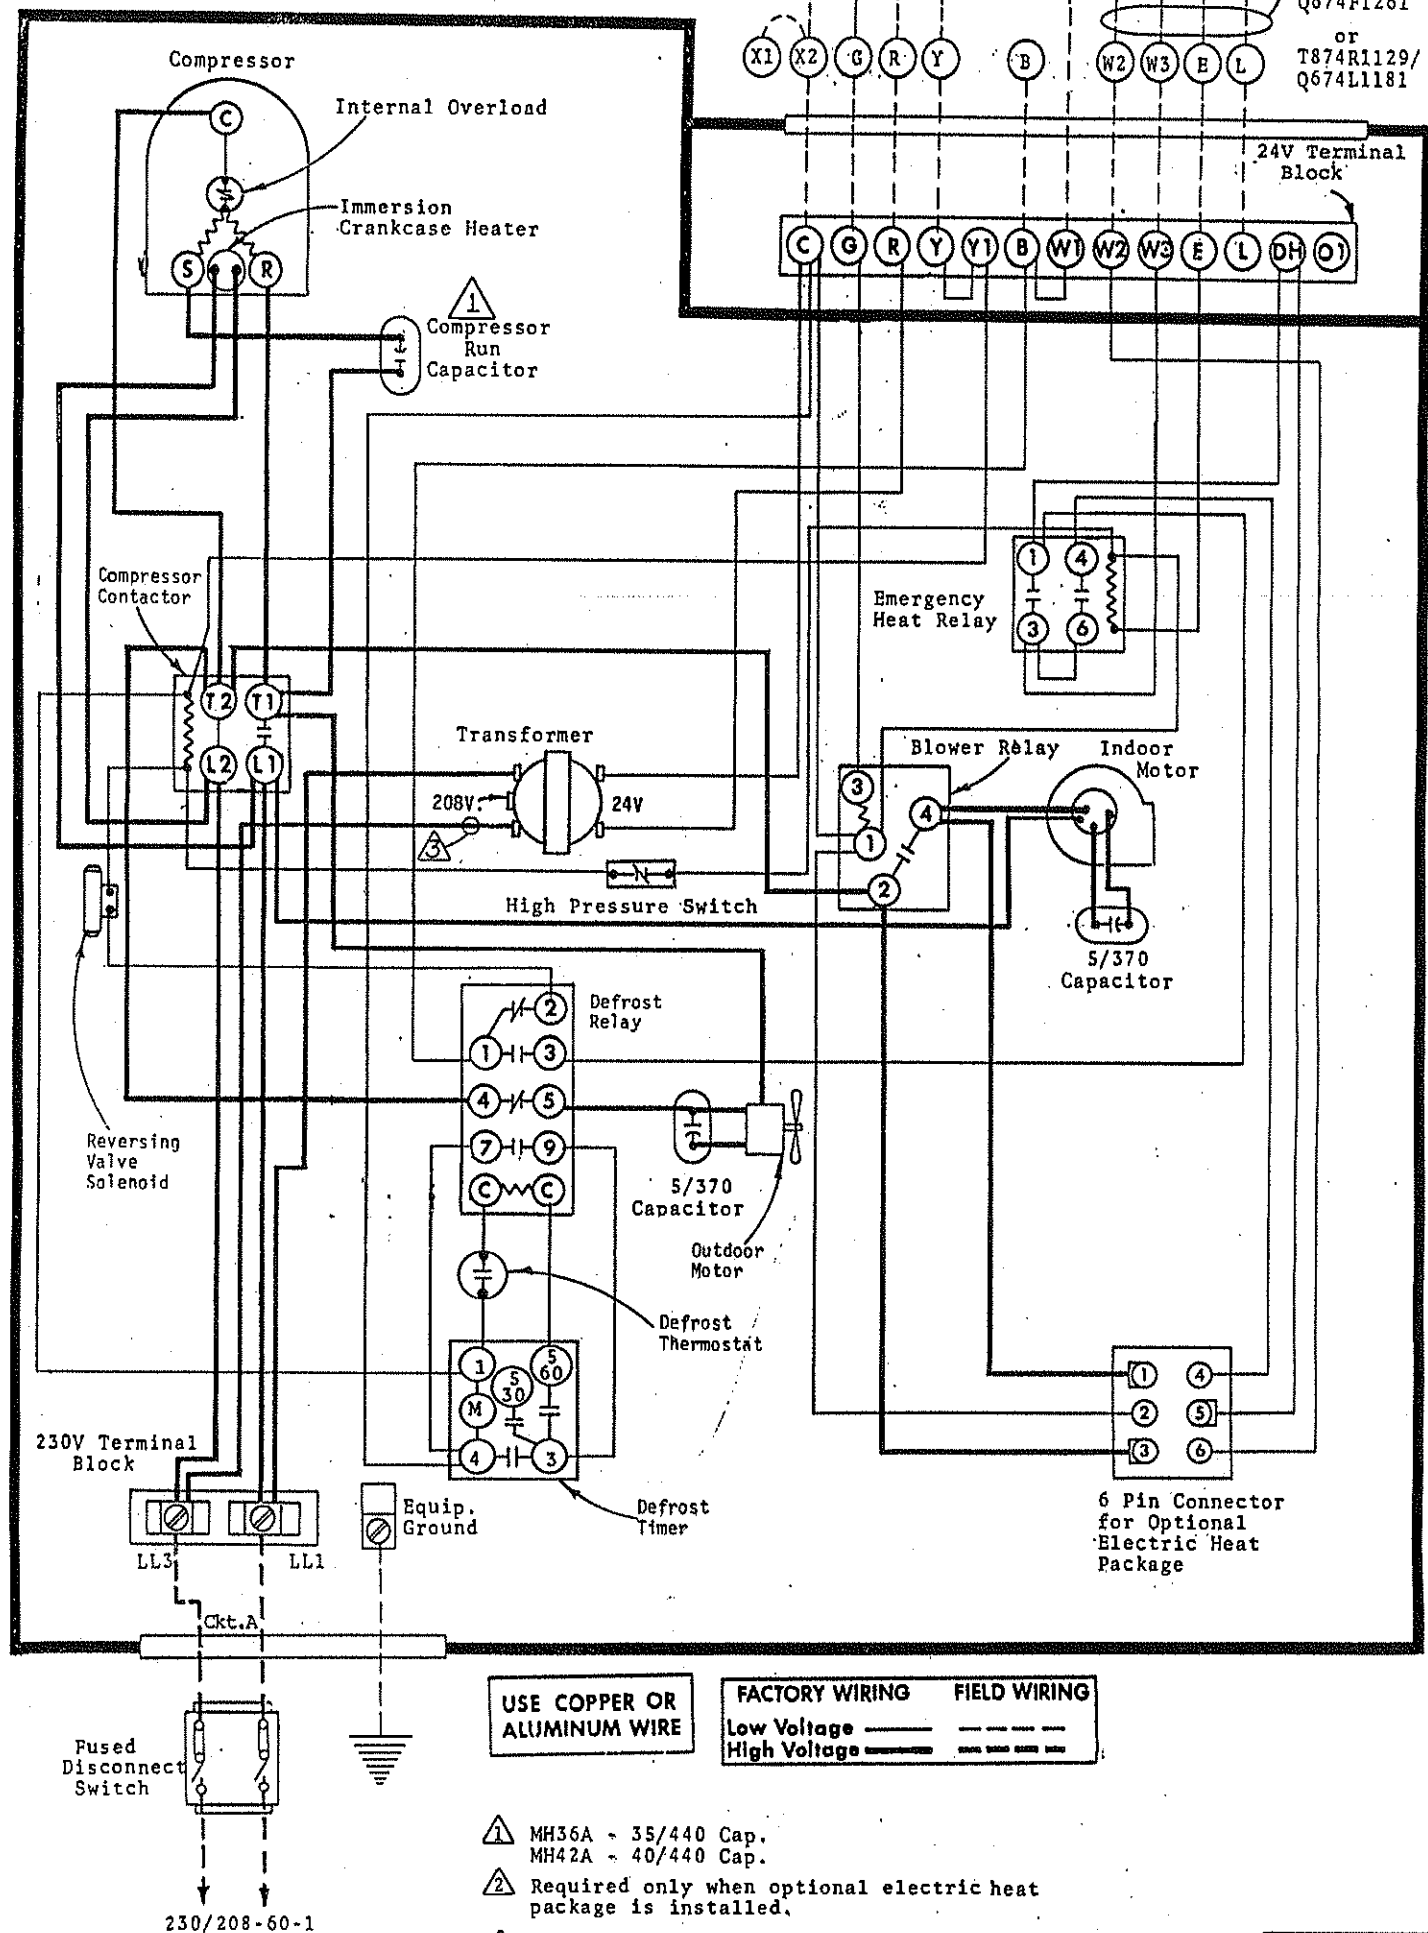 Q674F1261
or
T874R1129/
Q674L1181
X1 X2 G R Y B W2 W3 E L
24V Terminal
Block
C G R Y Y1 B W1 W2 W3 E L DH O1
Compressor
C
Internal Overload
Immersion
Crankcase Heater
S R
1
Compressor
Run
Capacitor
Compressor
Contactor
T2 T1
L2 L1
Emergency
Heat Relay
1 4
3 6
Transformer
208V.
24V
3
High Pressure Switch
Blower Relay
3
4
1
2
Indoor
Motor
5/370
Capacitor
Defrost
Relay
2
1 3
4 5
7 9
C C
Reversing
Valve
Solenoid
5/370
Capacitor
Outdoor
Motor
Defrost
Thermostat
1
S
30
S
60
M
4 3
Defrost
Timer
230V Terminal
Block
LL3 LL1
Equip.
Ground
1 4
2 5
3 6
6 Pin Connector
for Optional
Electric Heat
Package
Ckt.A
Fused
Disconnect
Switch
230/208-60-1
USE COPPER OR
ALUMINUM WIRE
FACTORY WIRING FIELD WIRING
Low Voltage
High Voltage
1 MH36A - 35/440 Cap.
MH42A - 40/440 Cap.
2 Required only when optional electric heat
package is installed.